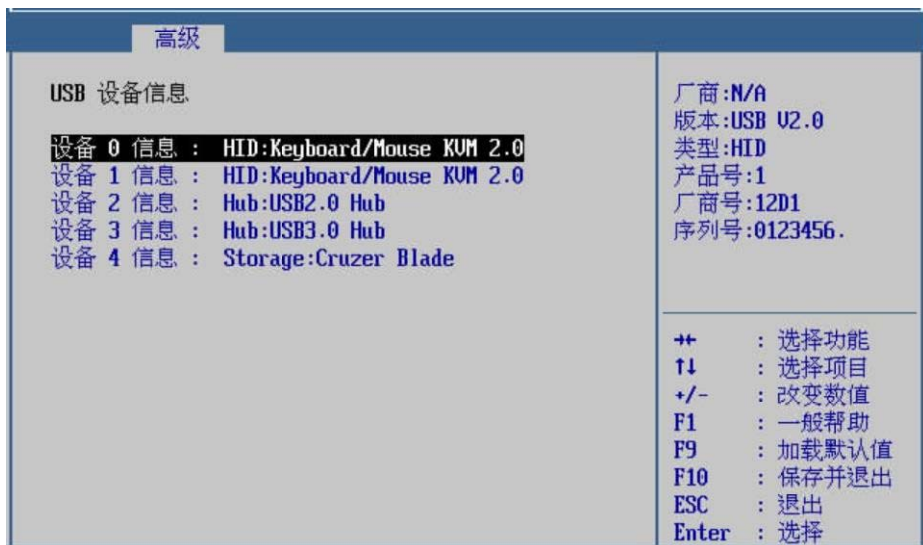 高级
USB 设备信息
设备 0 信息 : HID:Keyboard/Mouse KVM 2.0
设备 1 信息 : HID:Keyboard/Mouse KVM 2.0
设备 2 信息 : Hub:USB2.0 Hub
设备 3 信息 : Hub:USB3.0 Hub
设备 4 信息 : Storage:Cruzer Blade
厂商:N/A
版本:USB V2.0
类型:HID
产品号:1
厂商号:12D1
序列号:0123456.
→← : 选择功能
↑↓ : 选择项目
+/- : 改变数值
F1 : 一般帮助
F9 : 加载默认值
F10 : 保存并退出
ESC : 退出
Enter : 选择